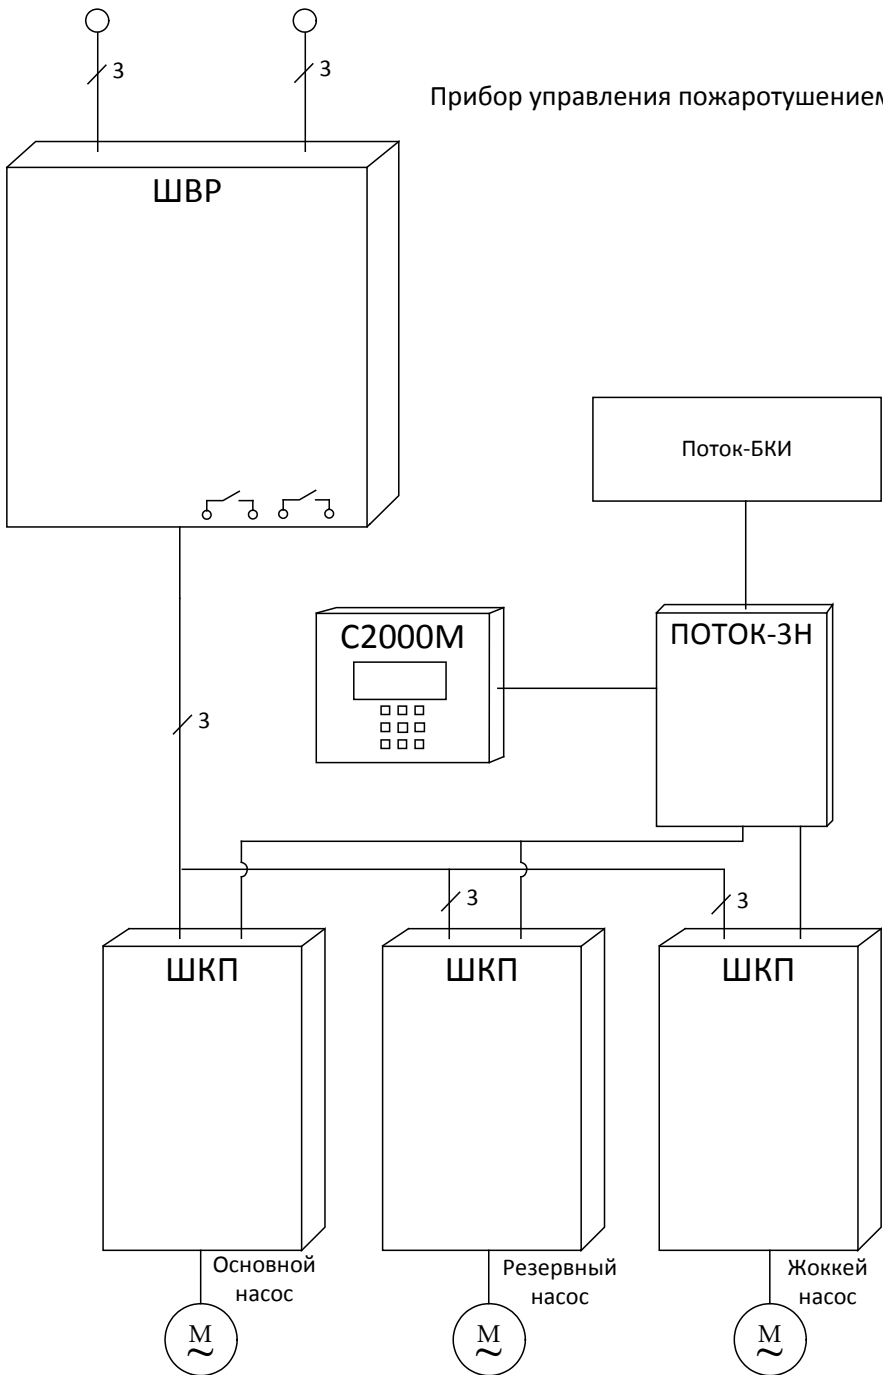 3
3
Прибор управления пожаротушением
ШВР
Поток-БКИ
С2000М
ПОТОК-3Н
3
3
3
ШКП
ШКП
ШКП
Основной
насос
Резервный
насос
Жоккей
насос
M
~
M
~
M
~